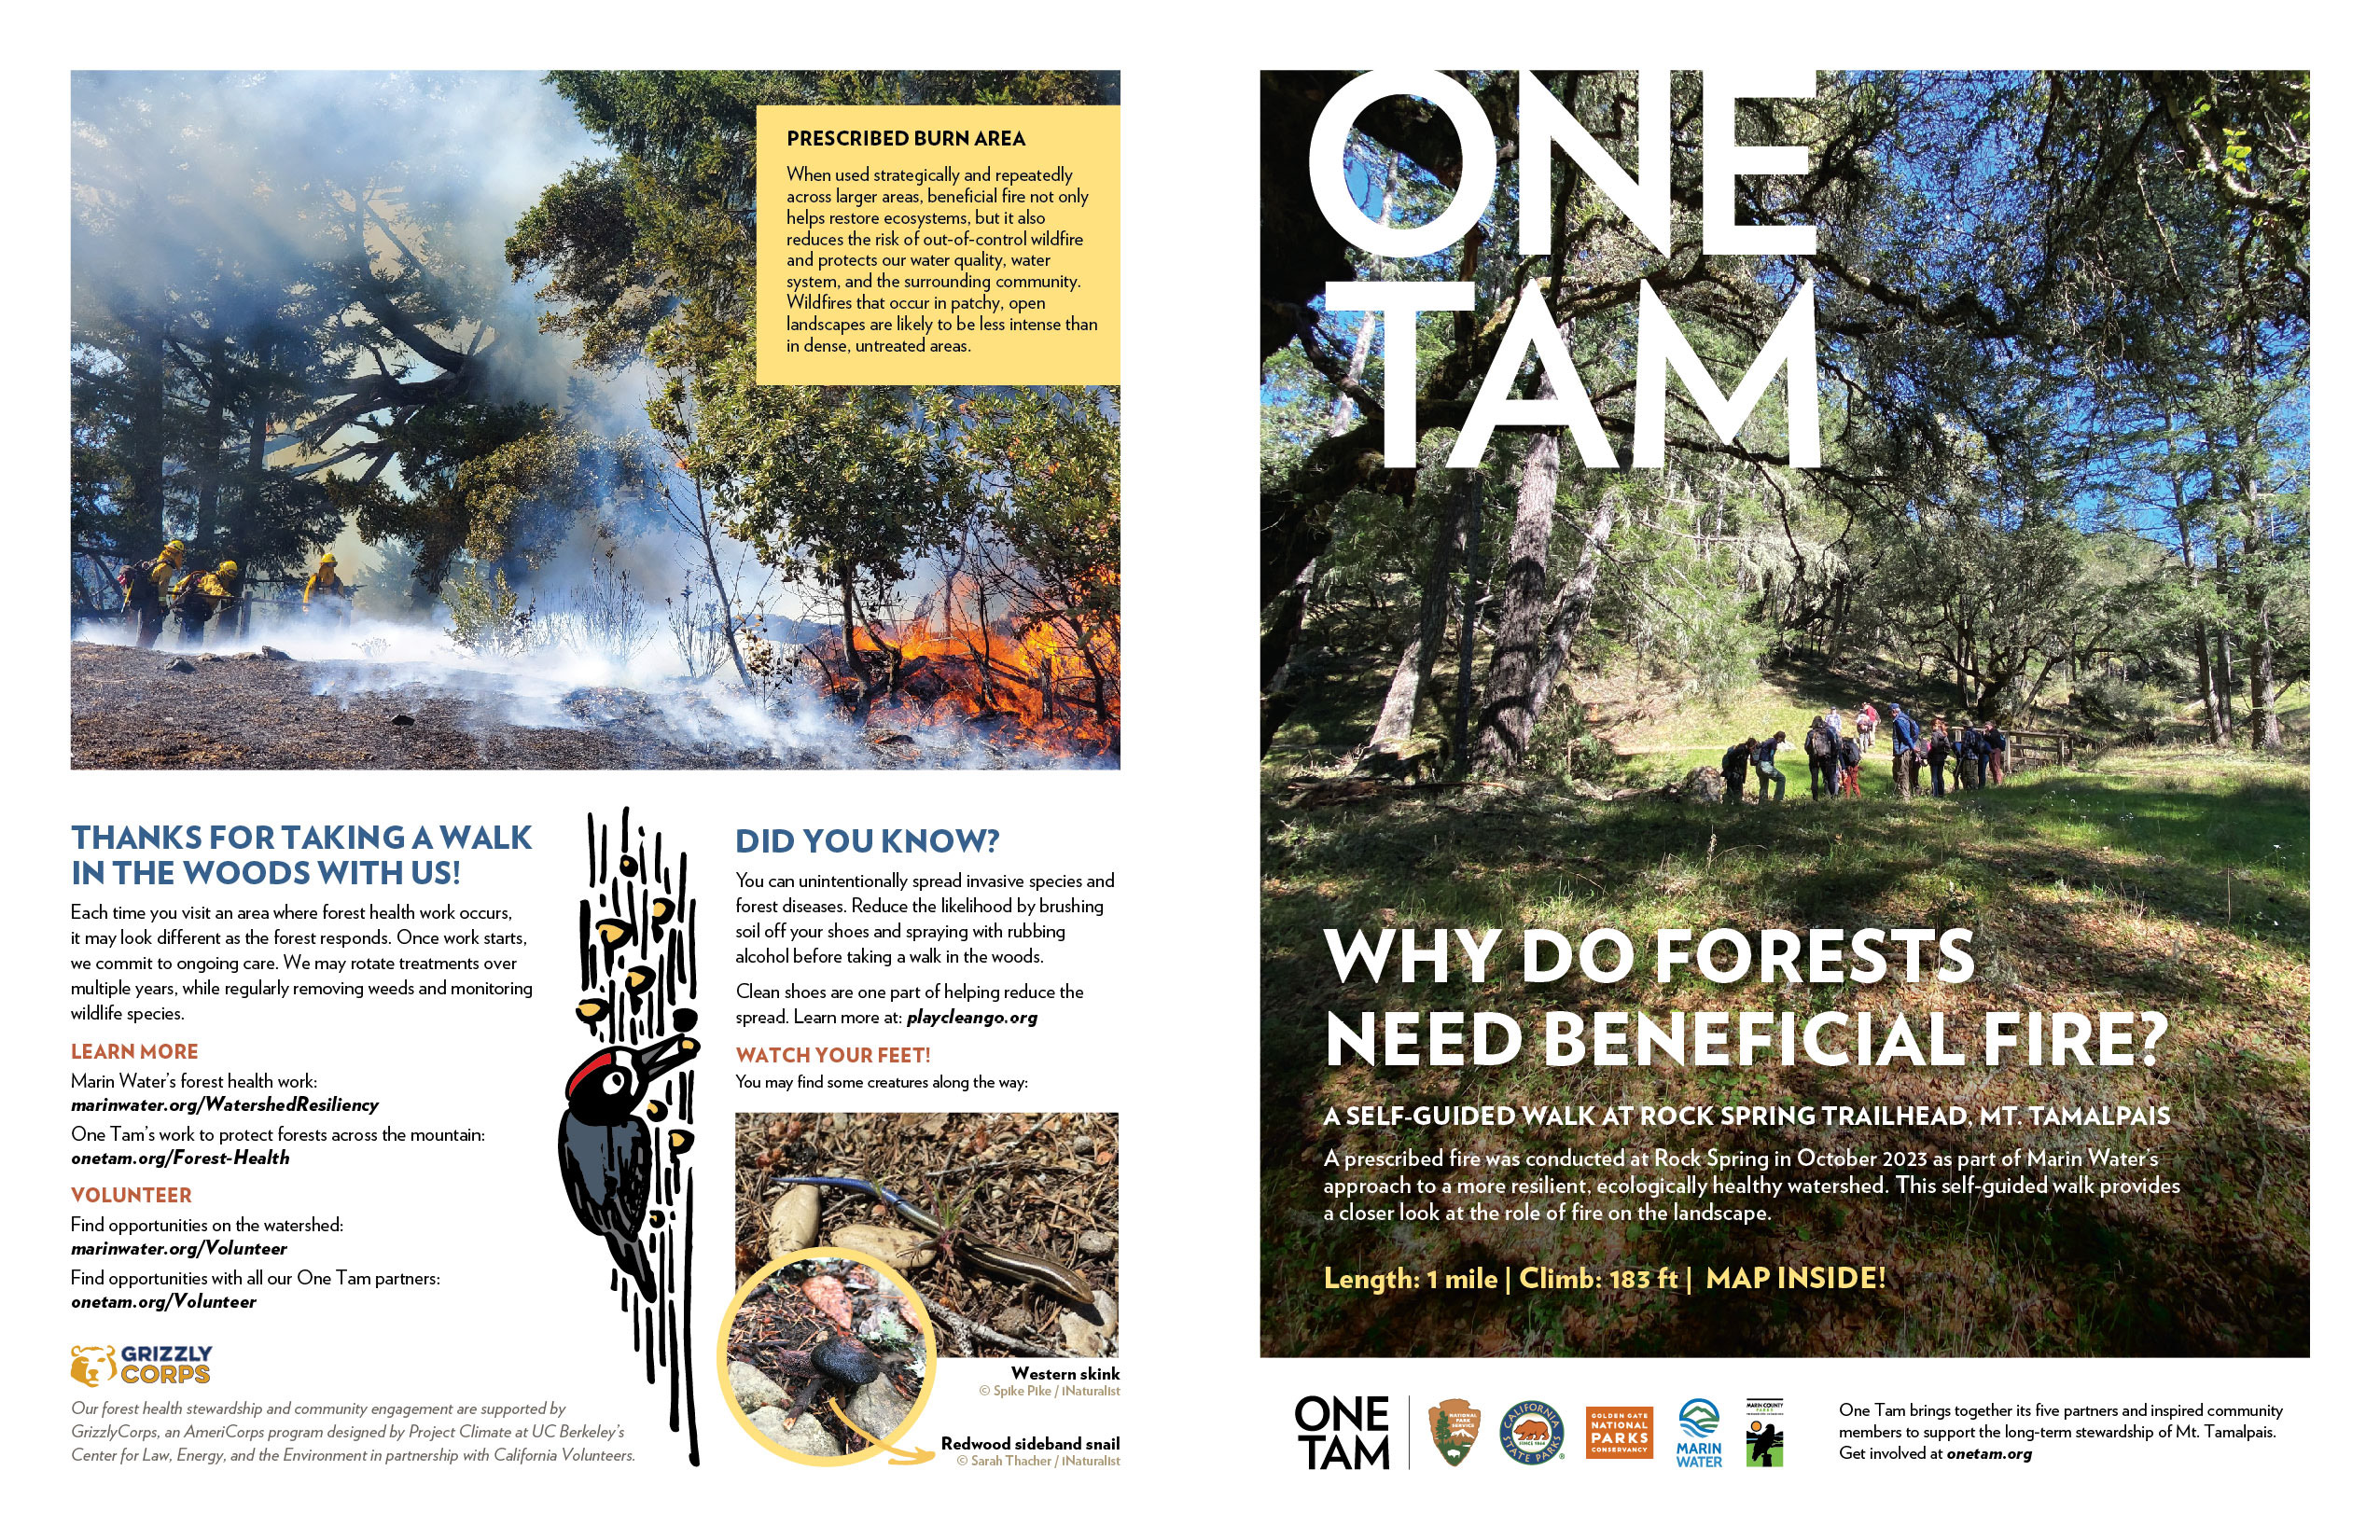 PRESCRIBED BURN AREA
When used strategically and repeatedly
across larger areas, beneficial fire not only
helps restore ecosystems, but it also
reduces the risk of out-of-control wildfire
and protects our water quality, water
system, and the surrounding community.
Wildfires that occur in patchy, open
landscapes are likely to be less intense than
in dense, untreated areas.
THANKS FOR TAKING A WALK
IN THE WOODS WITH US!
Each time you visit an area where forest health work occurs,
it may look different as the forest responds. Once work starts,
we commit to ongoing care. We may rotate treatments over
multiple years, while regularly removing weeds and monitoring
wildlife species.
LEARN MORE
Marin Water's forest health work:
marinwater.org/WatershedResiliency
One Tam's work to protect forests across the mountain:
onetam.org/Forest-Health
VOLUNTEER
Find opportunities on the watershed:
marinwater.org/Volunteer
Find opportunities with all our One Tam partners:
onetam.org/Volunteer
GRIZZLY
CORPS
Our forest health stewardship and community engagement are supported by
GrizzlyCorps, an AmeriCorps program designed by Project Climate at UC Berkeley's
Center for Law, Energy, and the Environment in partnership with California Volunteers.
DID YOU KNOW?
You can unintentionally spread invasive species and
forest diseases. Reduce the likelihood by brushing
soil off your shoes and spraying with rubbing
alcohol before taking a walk in the woods.
Clean shoes are one part of helping reduce the
spread. Learn more at: playcleango.org
WATCH YOUR FEET!
You may find some creatures along the way:
Western skink
© Spike Pike / iNaturalist
Redwood sideband snail
© Sarah Thacher / iNaturalist
ONE
TAM
WHY DO FORESTS
NEED BENEFICIAL FIRE?
A SELF-GUIDED WALK AT ROCK SPRING TRAILHEAD, MT. TAMALPAIS
A prescribed fire was conducted at Rock Spring in October 2023 as part of Marin Water's
approach to a more resilient, ecologically healthy watershed. This self-guided walk provides
a closer look at the role of fire on the landscape.
Length: 1 mile | Climb: 183 ft | MAP INSIDE!
ONE
TAM
NATIONAL
PARK
SERVICE
CALIFORNIA
STATE PARKS
SINCE 1864
GOLDEN GATE
NATIONAL
PARKS
CONSERVANCY
MARIN
WATER
MARIN COUNTY
PARKS
One Tam brings together its five partners and inspired community
members to support the long-term stewardship of Mt. Tamalpais.
Get involved at onetam.org